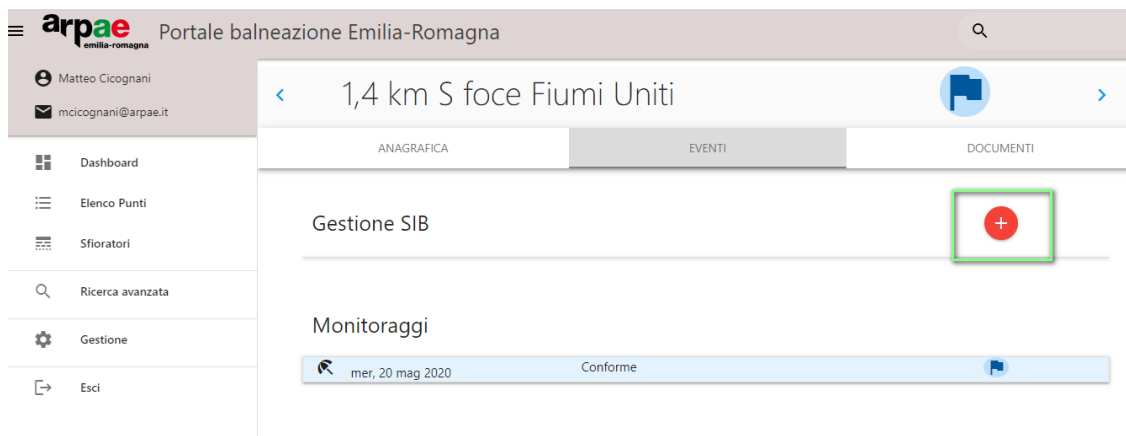 arpae
emilia-romagna
Portale balneazione Emilia-Romagna
Matteo Cicognani
mcicognani@arpae.it
Dashboard
Elenco Punti
Sfioratori
Ricerca avanzata
Gestione
Esci
1,4 km S foce Fiumi Uniti
ANAGRAFICA EVENTI DOCUMENTI
Gestione SIB
Monitoraggi
mer, 20 mag 2020 Conforme